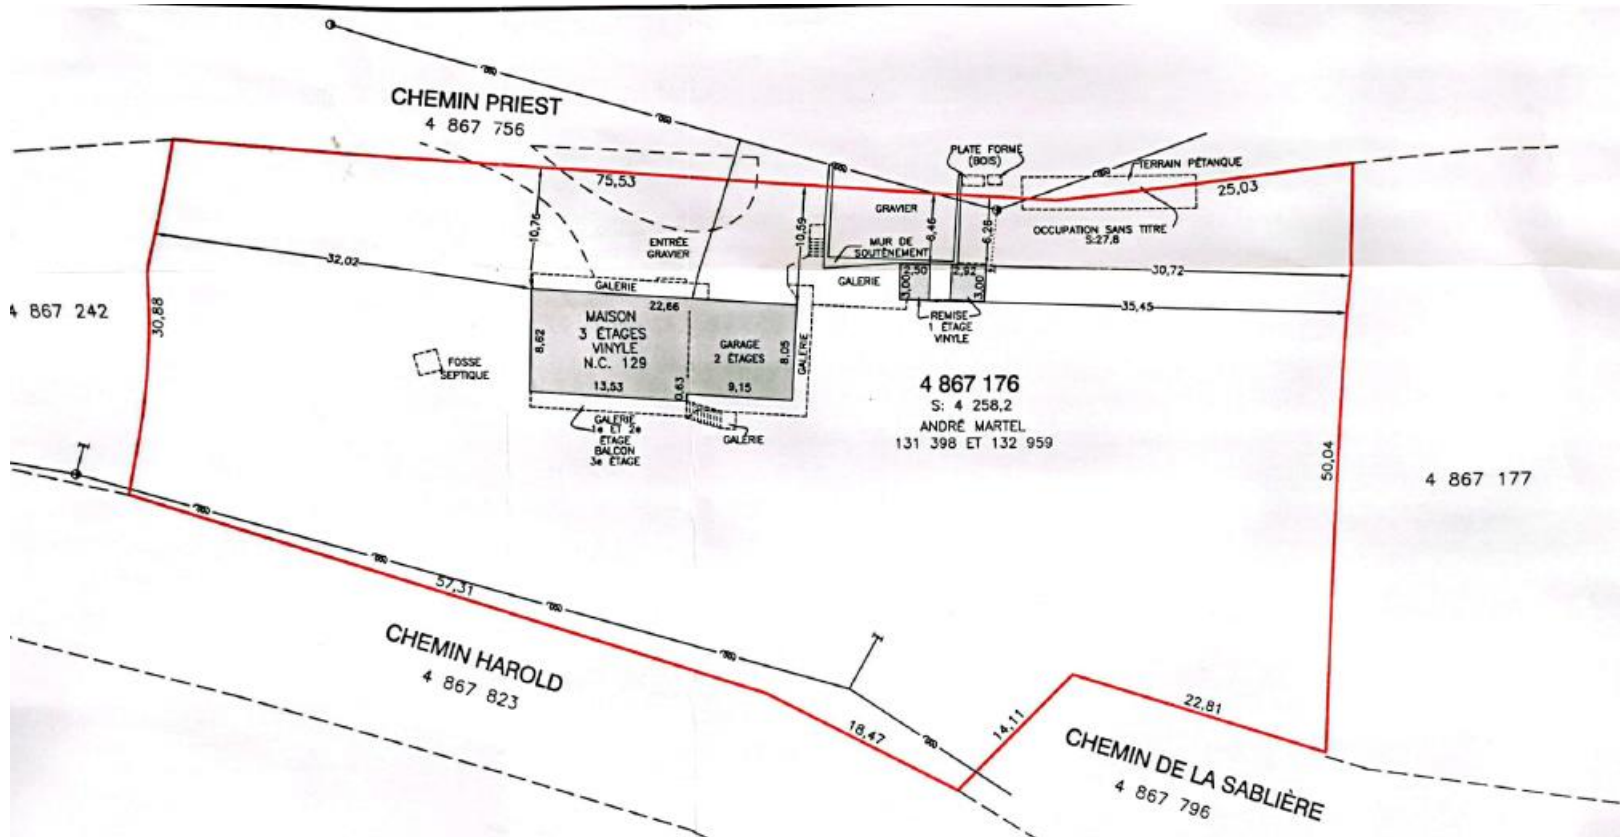 CHEMIN PRIEST
4 867 756
75,53
PLATE FORME
(BOIS)
TERRAIN PÉTANQUE
25,03
GRAVIER
OCCUPATION SANS TITRE
S:27,8
10,76
10,59
6,46
6,26
ENTRÉE
GRAVIER
MUR DE
SOUTÈNEMENT
32,02
30,72
GALERIE
GALERIE
2,50
2,92
3,00
3,00
35,45
4 867 242
30,88
22,66
MAISON
3 ÉTAGES
VINYLE
N.C. 129
8,62
13,53
0,63
GARAGE
2 ÉTAGES
9,15
8,05
GALERIE
REMISE
1 ÉTAGE
VINYLE
FOSSE
SEPTIQUE
4 867 176
S: 4 258,2
ANDRÉ MARTEL
131 398 ET 132 959
GALERIE
1e ET 2e
ÉTAGE
BALCON
3e ÉTAGE
GALERIE
50,04
4 867 177
57,31
CHEMIN HAROLD
4 867 823
18,47
14,11
22,81
CHEMIN DE LA SABLIÈRE
4 867 796